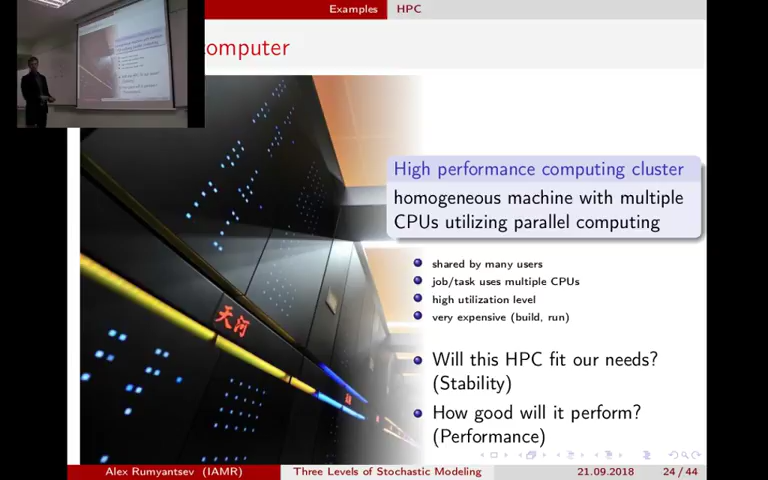 Examples HPC
computer
High performance computing cluster
homogeneous machine with multiple
CPUs utilizing parallel computing
shared by many users
job/task uses multiple CPUs
high utilization level
very expensive (build, run)
天河
Will this HPC fit our needs?
(Stability)
How good will it perform?
(Performance)
Alex Rumyantsev (IAMR) Three Levels of Stochastic Modeling 21.09.2018 24 / 44